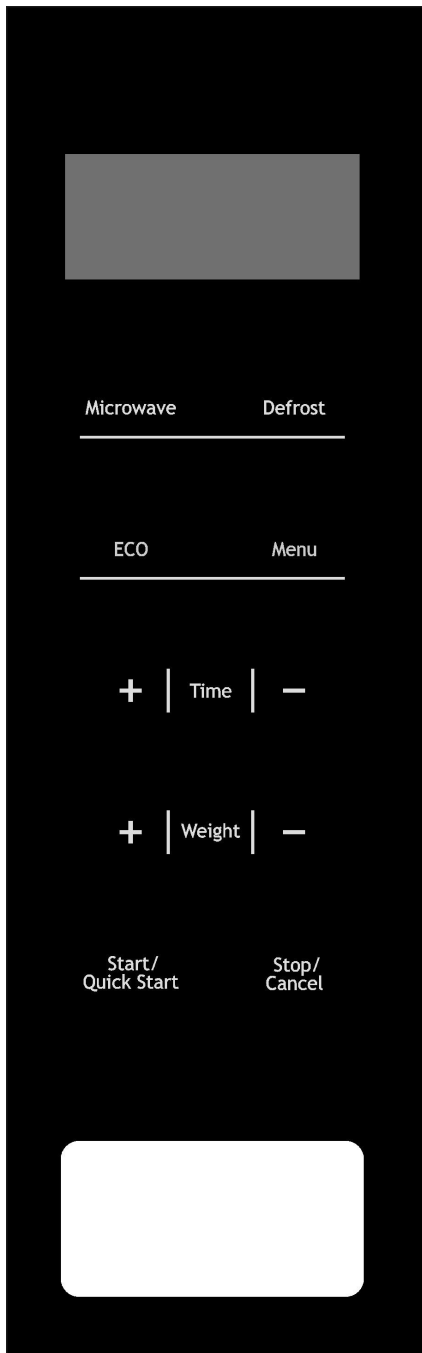 Microwave Defrost
ECO Menu
+ | Time | −
+ | Weight | −
Start/ Stop/
Quick Start Cancel